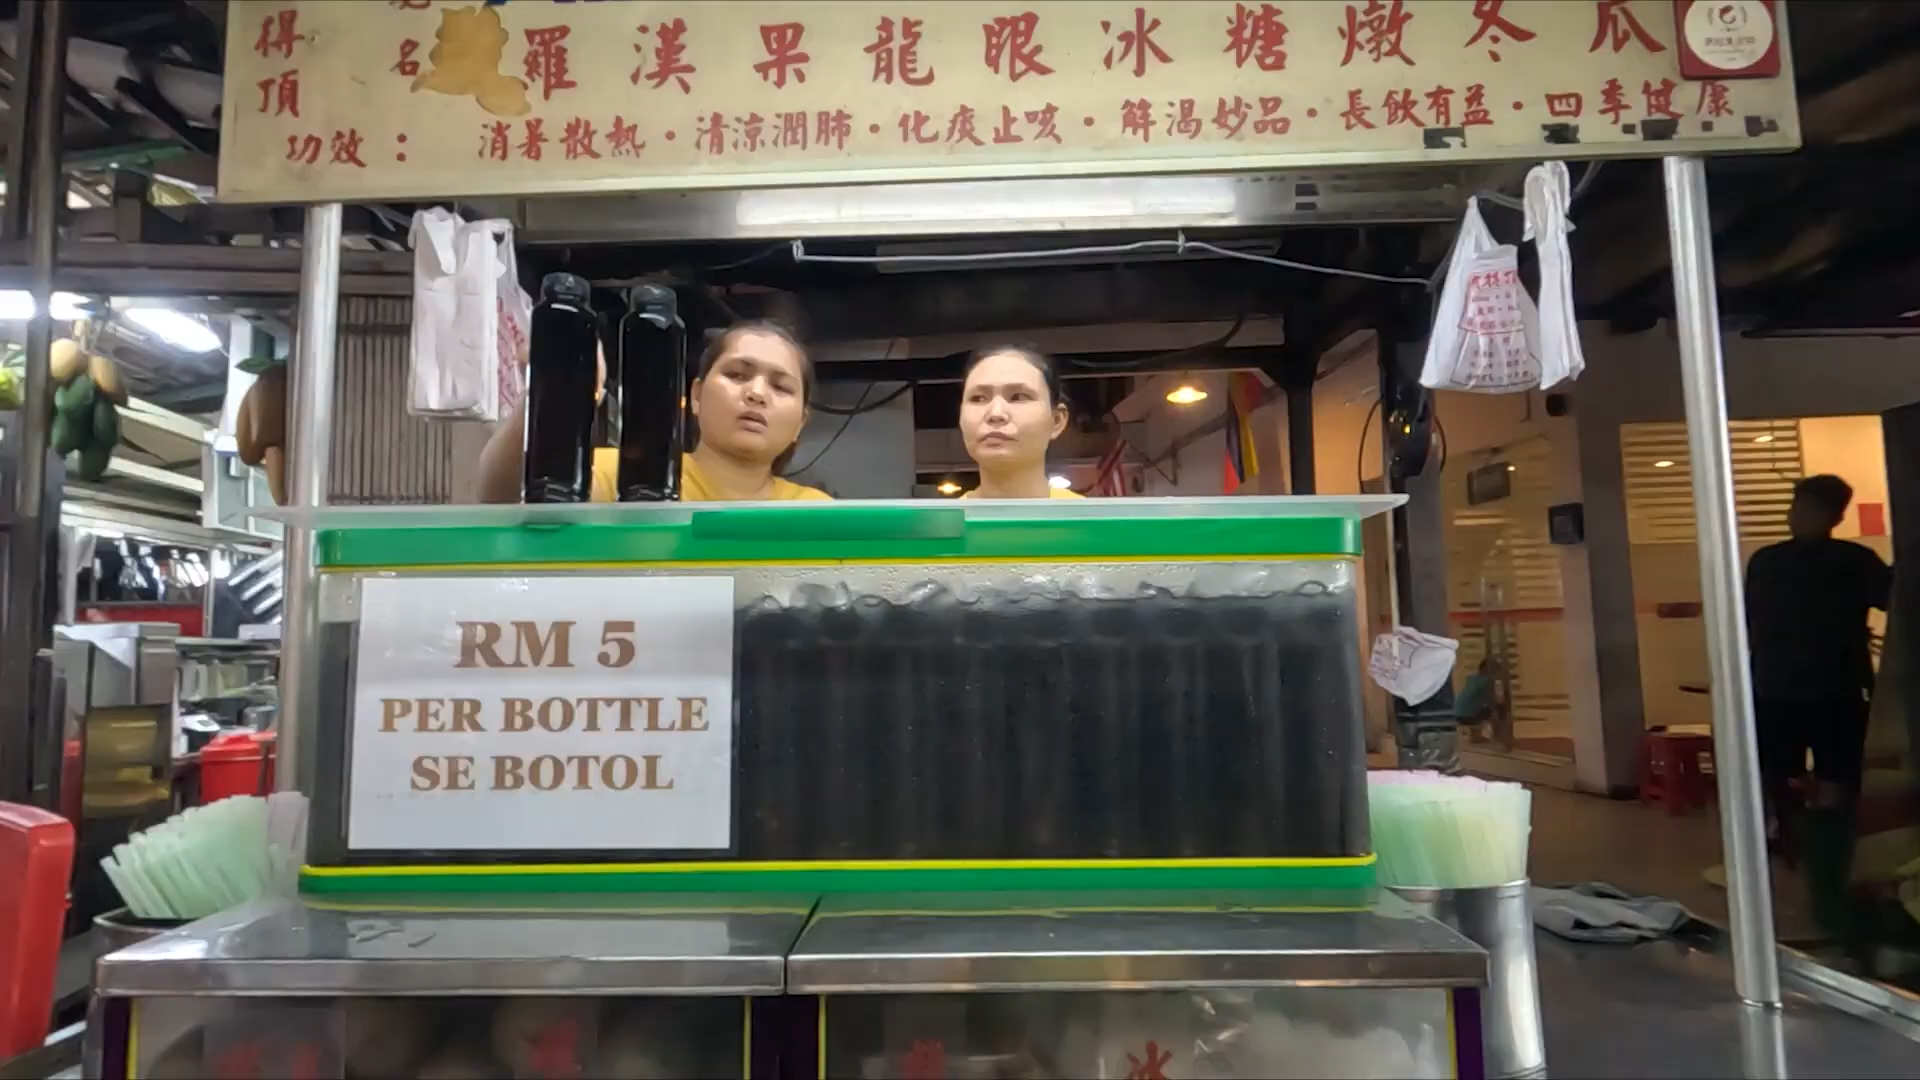 得 名
頂
羅漢果龍眼冰糖燉冬瓜
功效： 消暑散熱・清涼潤肺・化痰止咳・解渴妙品・長飲有益・四季健康
RM 5
PER BOTTLE
SE BOTOL
冰